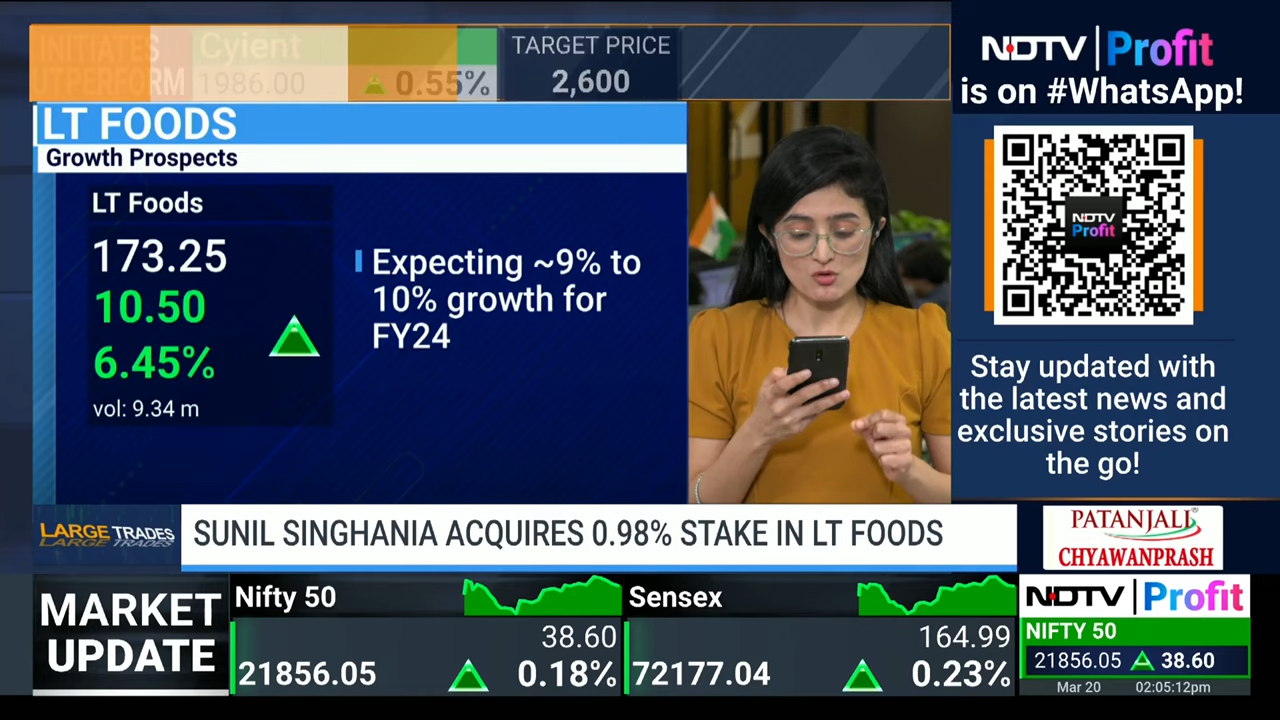 INITIATES
UTPERFORM
Cyient
1986.00
0.55%
TARGET PRICE
2,600
NDTV Profit
is on #WhatsApp!
LT FOODS
Growth Prospects
LT Foods
173.25
10.50
6.45%
vol: 9.34 m
Expecting ~9% to
10% growth for
FY24
NDTV
Profit
Stay updated with
the latest news and
exclusive stories on
the go!
LARGE TRADES
LARGE TRADES
SUNIL SINGHANIA ACQUIRES 0.98% STAKE IN LT FOODS
PATANJALI
CHYAWANPRASH
MARKET
UPDATE
Nifty 50
38.60
21856.05 0.18%
Sensex
164.99
72177.04 0.23%
NDTV Profit
NIFTY 50
21856.05 38.60
Mar 20 02:05:12pm